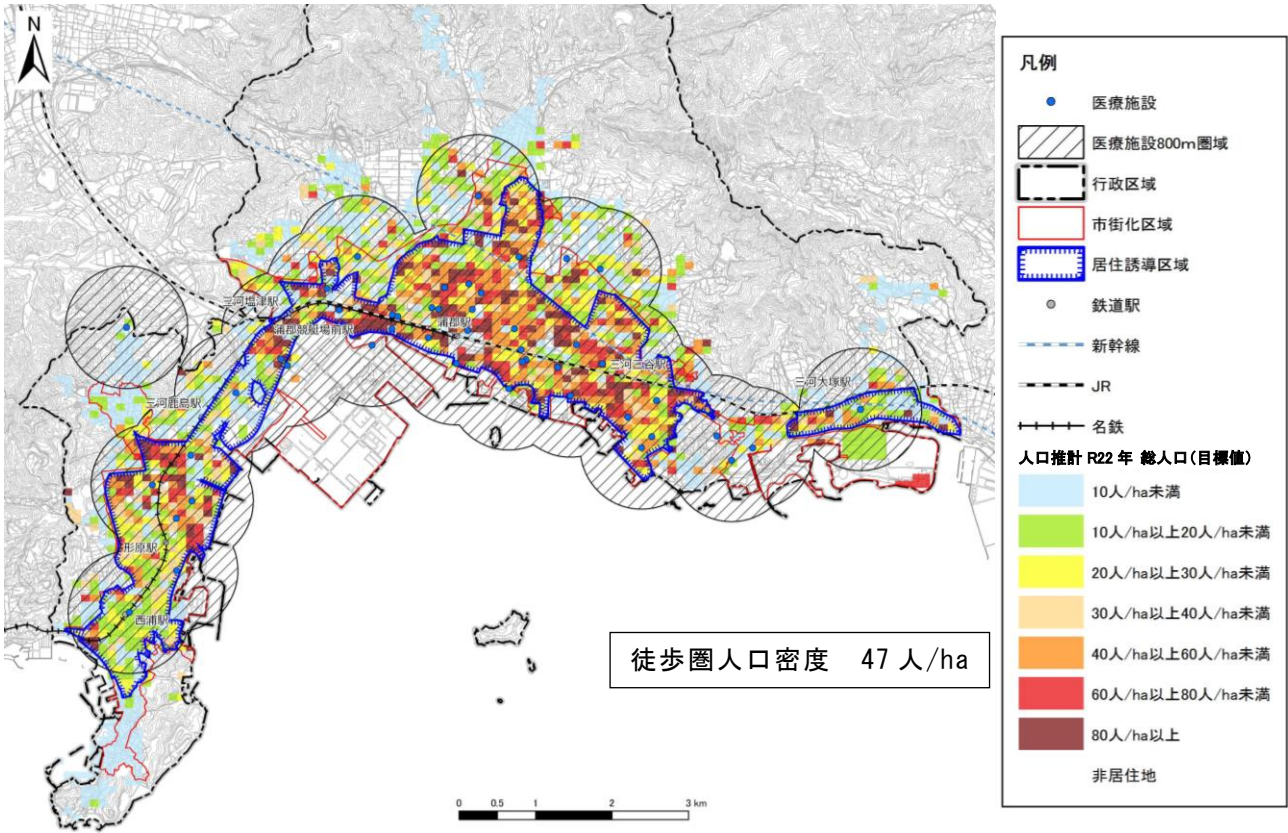 N
三河塩津駅
蒲郡競艇場前駅
蒲郡駅
三河三谷駅
三河大塚駅
三河鹿島駅
形原駅
西浦駅
徒歩圏人口密度 47 人/ha
0 0.5 1 2 3 km
凡例
医療施設
医療施設800m圏域
行政区域
市街化区域
居住誘導区域
鉄道駅
新幹線
JR
名鉄
人口推計 R22 年 総人口(目標値)
10人/ha未満
10人/ha以上20人/ha未満
20人/ha以上30人/ha未満
30人/ha以上40人/ha未満
40人/ha以上60人/ha未満
60人/ha以上80人/ha未満
80人/ha以上
非居住地